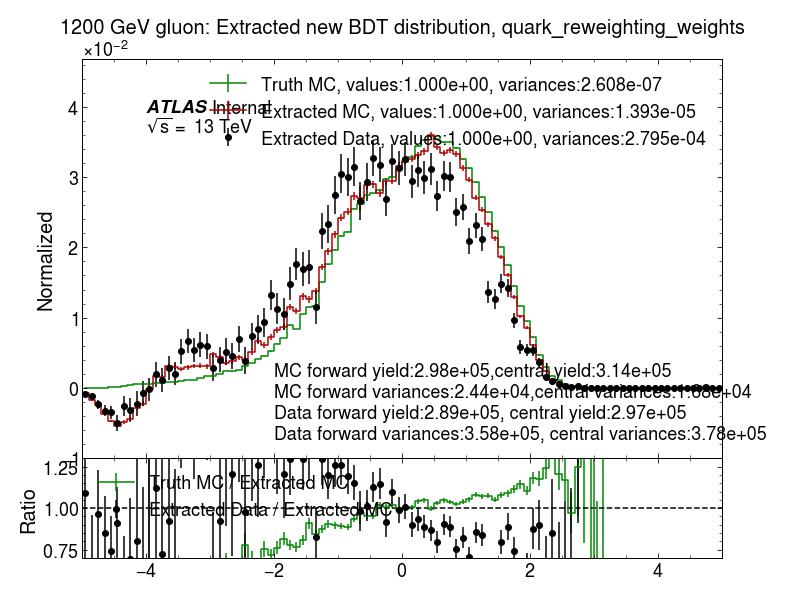 1200 GeV gluon: Extracted new BDT distribution, quark_reweighting_weights
×10⁻²
Truth MC, values:1.000e+00, variances:2.608e-07
ATLAS Internal
Extracted MC, values:1.000e+00, variances:1.393e-05
√s = 13 TeV
Extracted Data, values:1.000e+00, variances:2.795e-04
4
3
2
1
0
Normalized
MC forward yield:2.98e+05,central yield:3.14e+05
MC forward variances:2.44e+04,central variances:1.68e+04
Data forward yield:2.89e+05, central yield:2.97e+05
Data forward variances:3.58e+05, central variances:3.78e+05
1
1.25
1.00
0.75
Ratio
Truth MC / Extracted MC
Extracted Data / Extracted MC
−4 −2 0 2 4